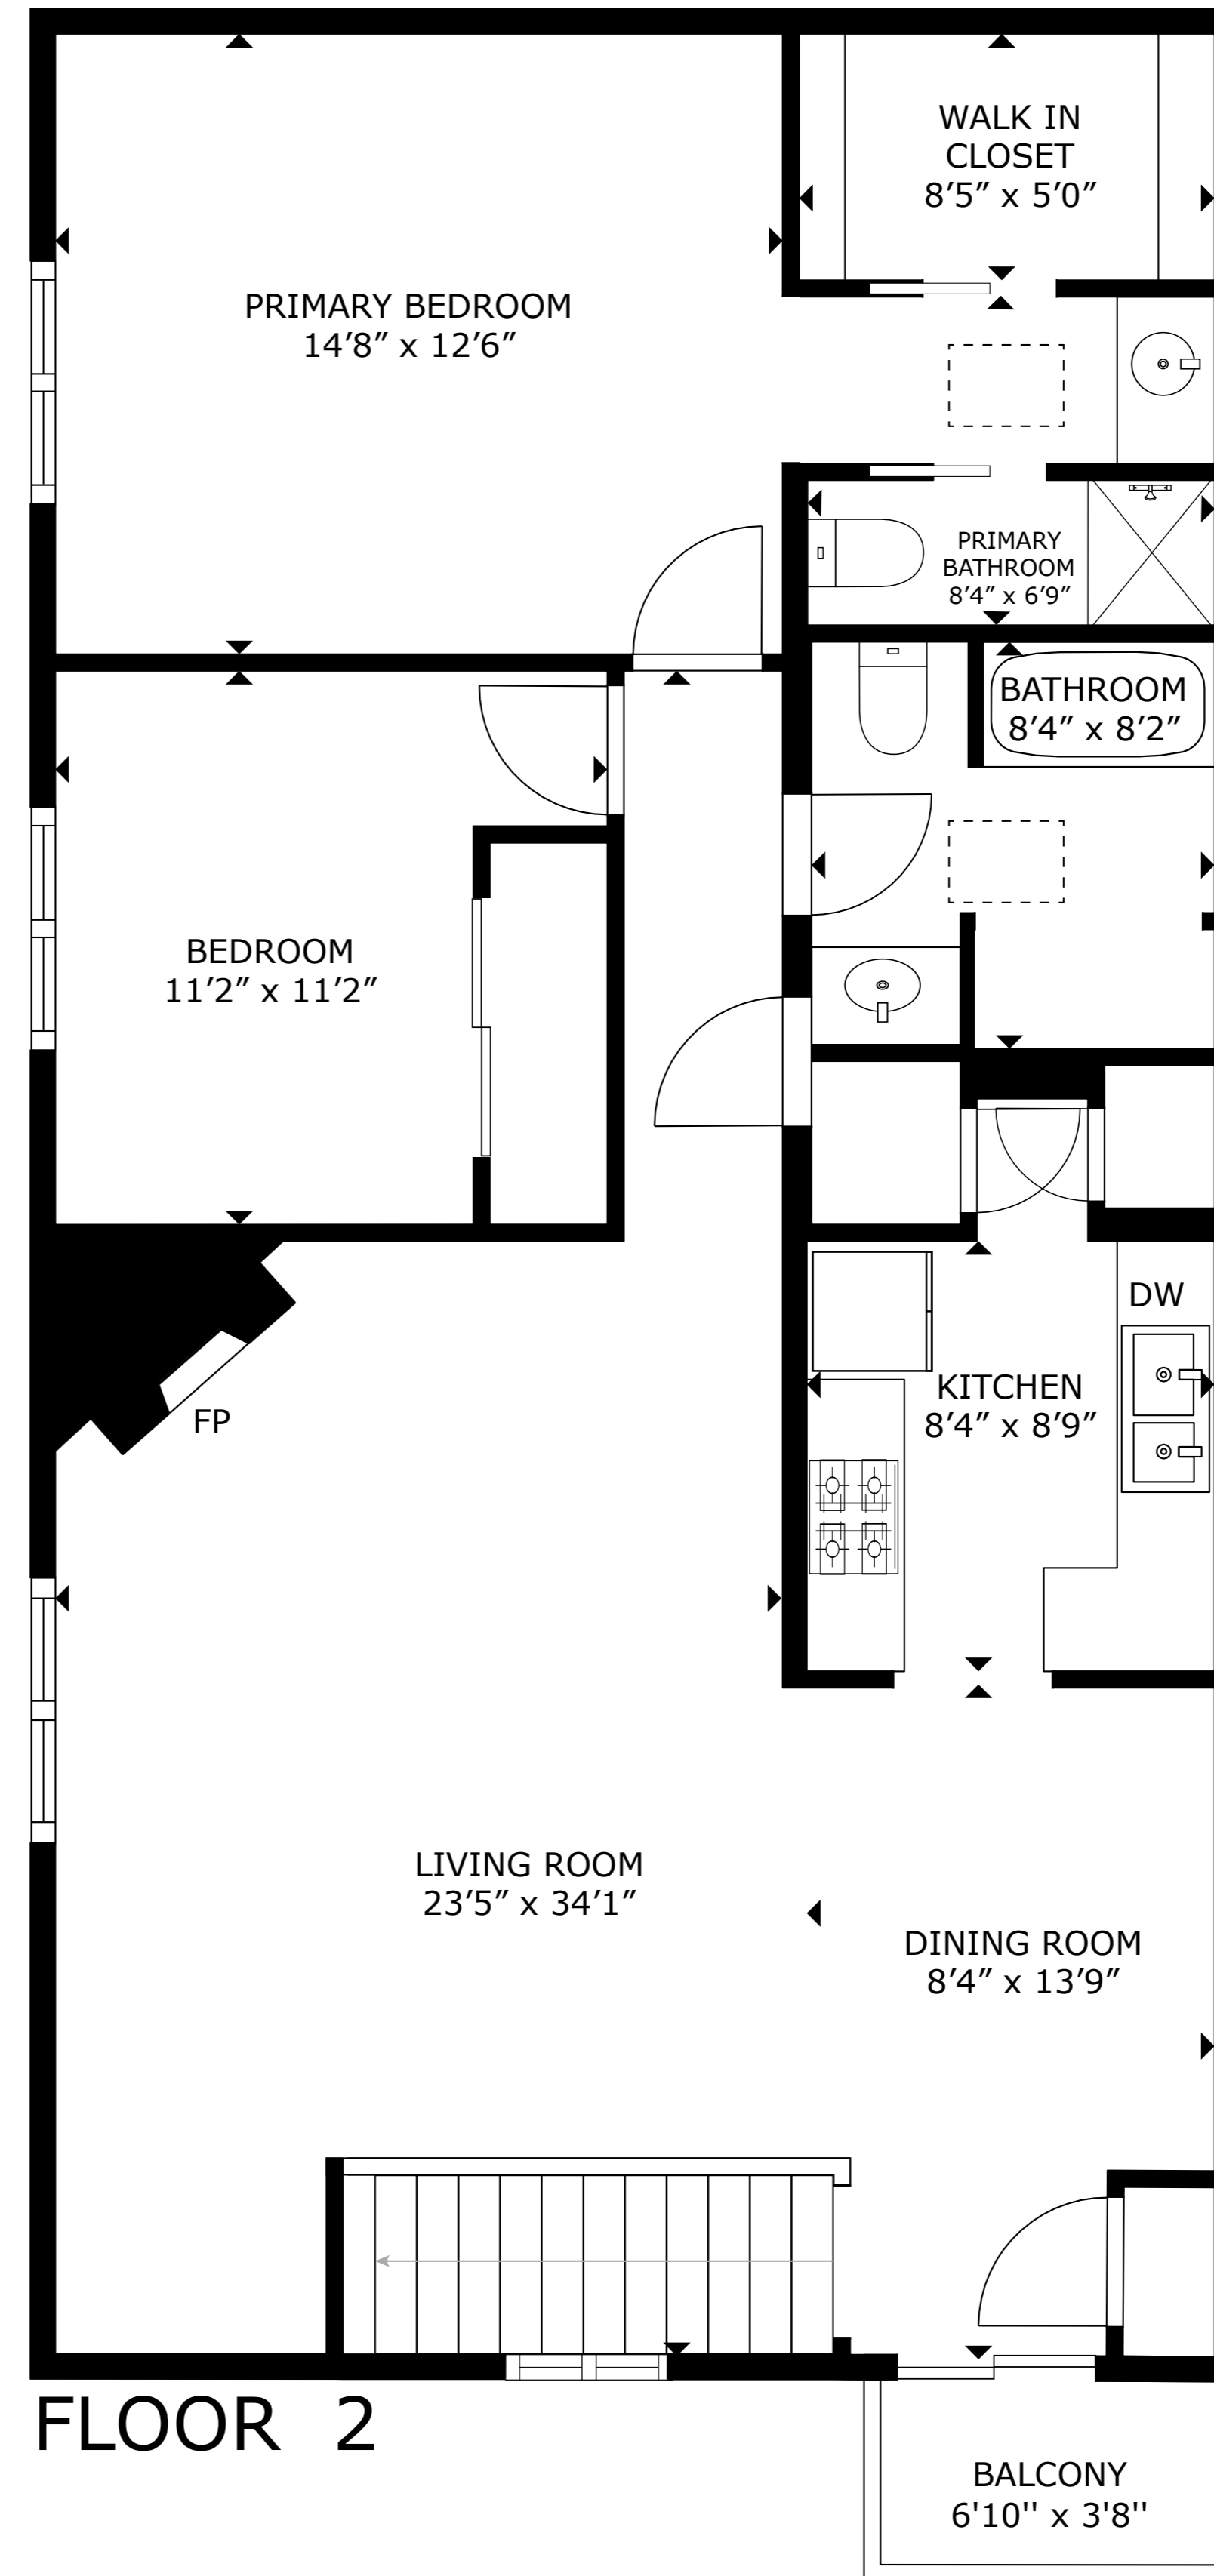 WALK IN
CLOSET
8′5″ x 5′0″
PRIMARY BEDROOM
14′8″ x 12′6″
PRIMARY
BATHROOM
8′4″ x 6′9″
BATHROOM
8′4″ x 8′2″
BEDROOM
11′2″ x 11′2″
DW
KITCHEN
8′4″ x 8′9″
FP
LIVING ROOM
23′5″ x 34′1″
DINING ROOM
8′4″ x 13′9″
FLOOR 2
BALCONY
6'10'' x 3'8''